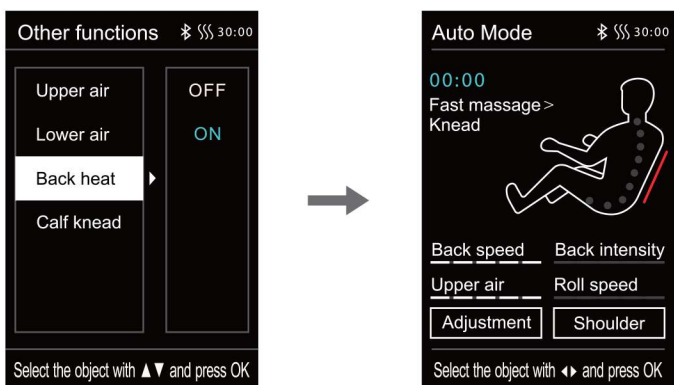 Other functions 30:00
Upper air OFF
Lower air ON
Back heat
Calf knead
Select the object with ▲▼ and press OK
Auto Mode 30:00
00:00
Fast massage>
Knead
Back speed Back intensity
Upper air Roll speed
Adjustment Shoulder
Select the object with ◂▸ and press OK